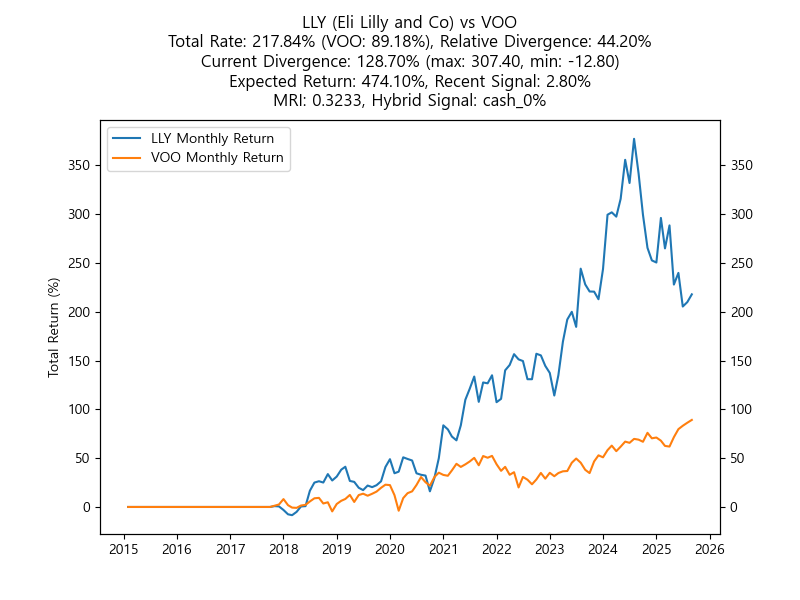 LLY (Eli Lilly and Co) vs VOO
Total Rate: 217.84% (VOO: 89.18%), Relative Divergence: 44.20%
Current Divergence: 128.70% (max: 307.40, min: -12.80)
Expected Return: 474.10%, Recent Signal: 2.80%
MRI: 0.3233, Hybrid Signal: cash_0%
LLY Monthly Return
VOO Monthly Return
Total Return (%)
350
300
250
200
150
100
50
0
350
300
250
200
150
100
50
0
2015 2016 2017 2018 2019 2020 2021 2022 2023 2024 2025 2026